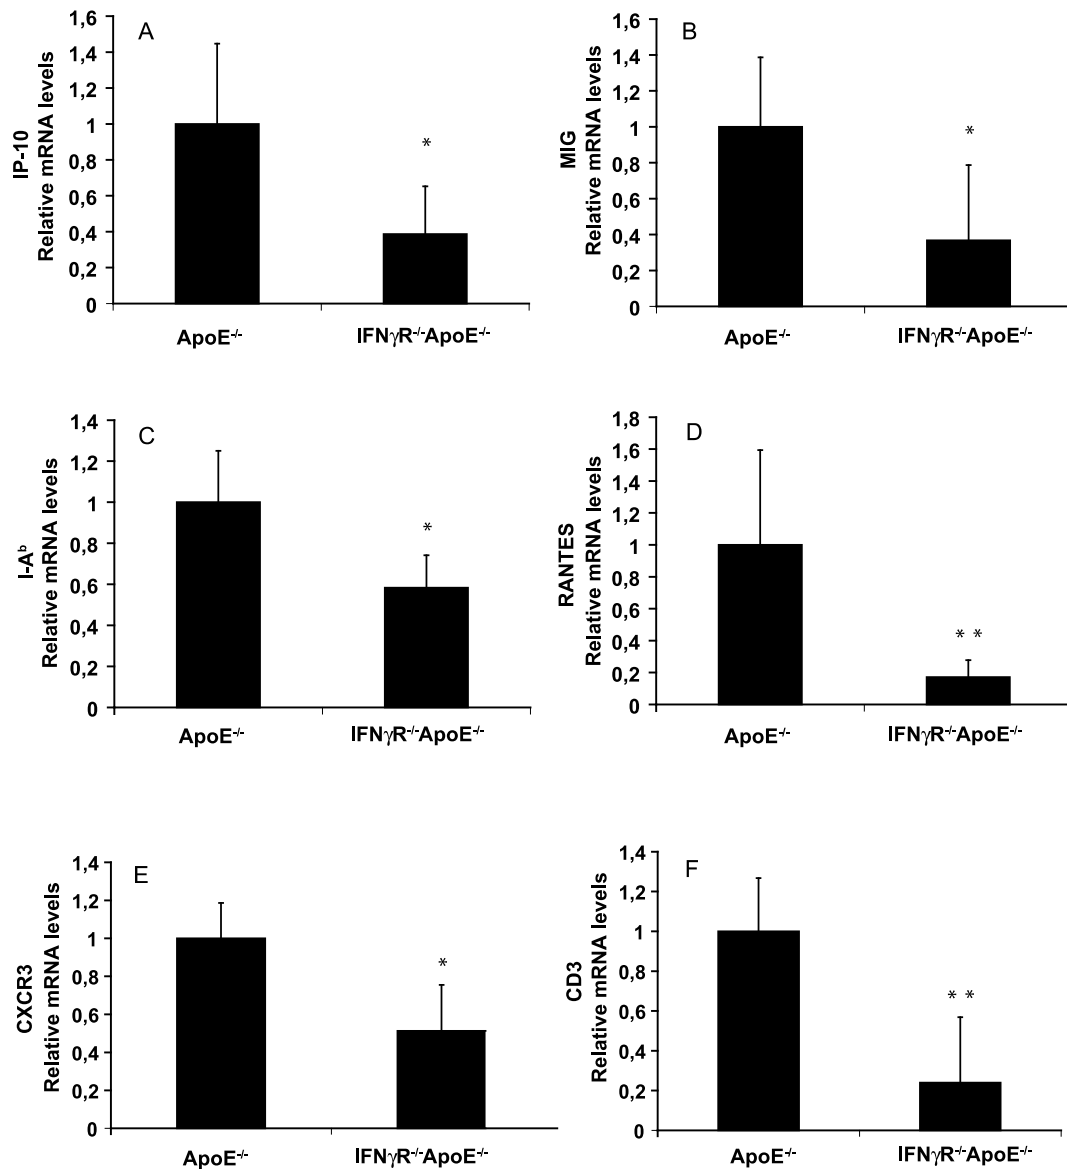 A
IP-10
Relative mRNA levels
1,6
1,4
1,2
1
0,8
0,6
0,4
0,2
0
*
ApoE-/-
IFNγR-/-ApoE-/-
B
MIG
Relative mRNA levels
1,6
1,4
1,2
1
0,8
0,6
0,4
0,2
0
*
ApoE-/-
IFNγR-/-ApoE-/-
C
I-Ab
Relative mRNA levels
1,4
1,2
1
0,8
0,6
0,4
0,2
0
*
ApoE-/-
IFNγR-/-ApoE-/-
D
RANTES
Relative mRNA levels
1,8
1,6
1,4
1,2
1
0,8
0,6
0,4
0,2
0
* *
ApoE-/-
IFNγR-/-ApoE-/-
E
CXCR3
Relative mRNA levels
1,4
1,2
1
0,8
0,6
0,4
0,2
0
*
ApoE-/-
IFNγR-/-ApoE-/-
F
CD3
Relative mRNA levels
1,4
1,2
1
0,8
0,6
0,4
0,2
0
* *
ApoE-/-
IFNγR-/-ApoE-/-